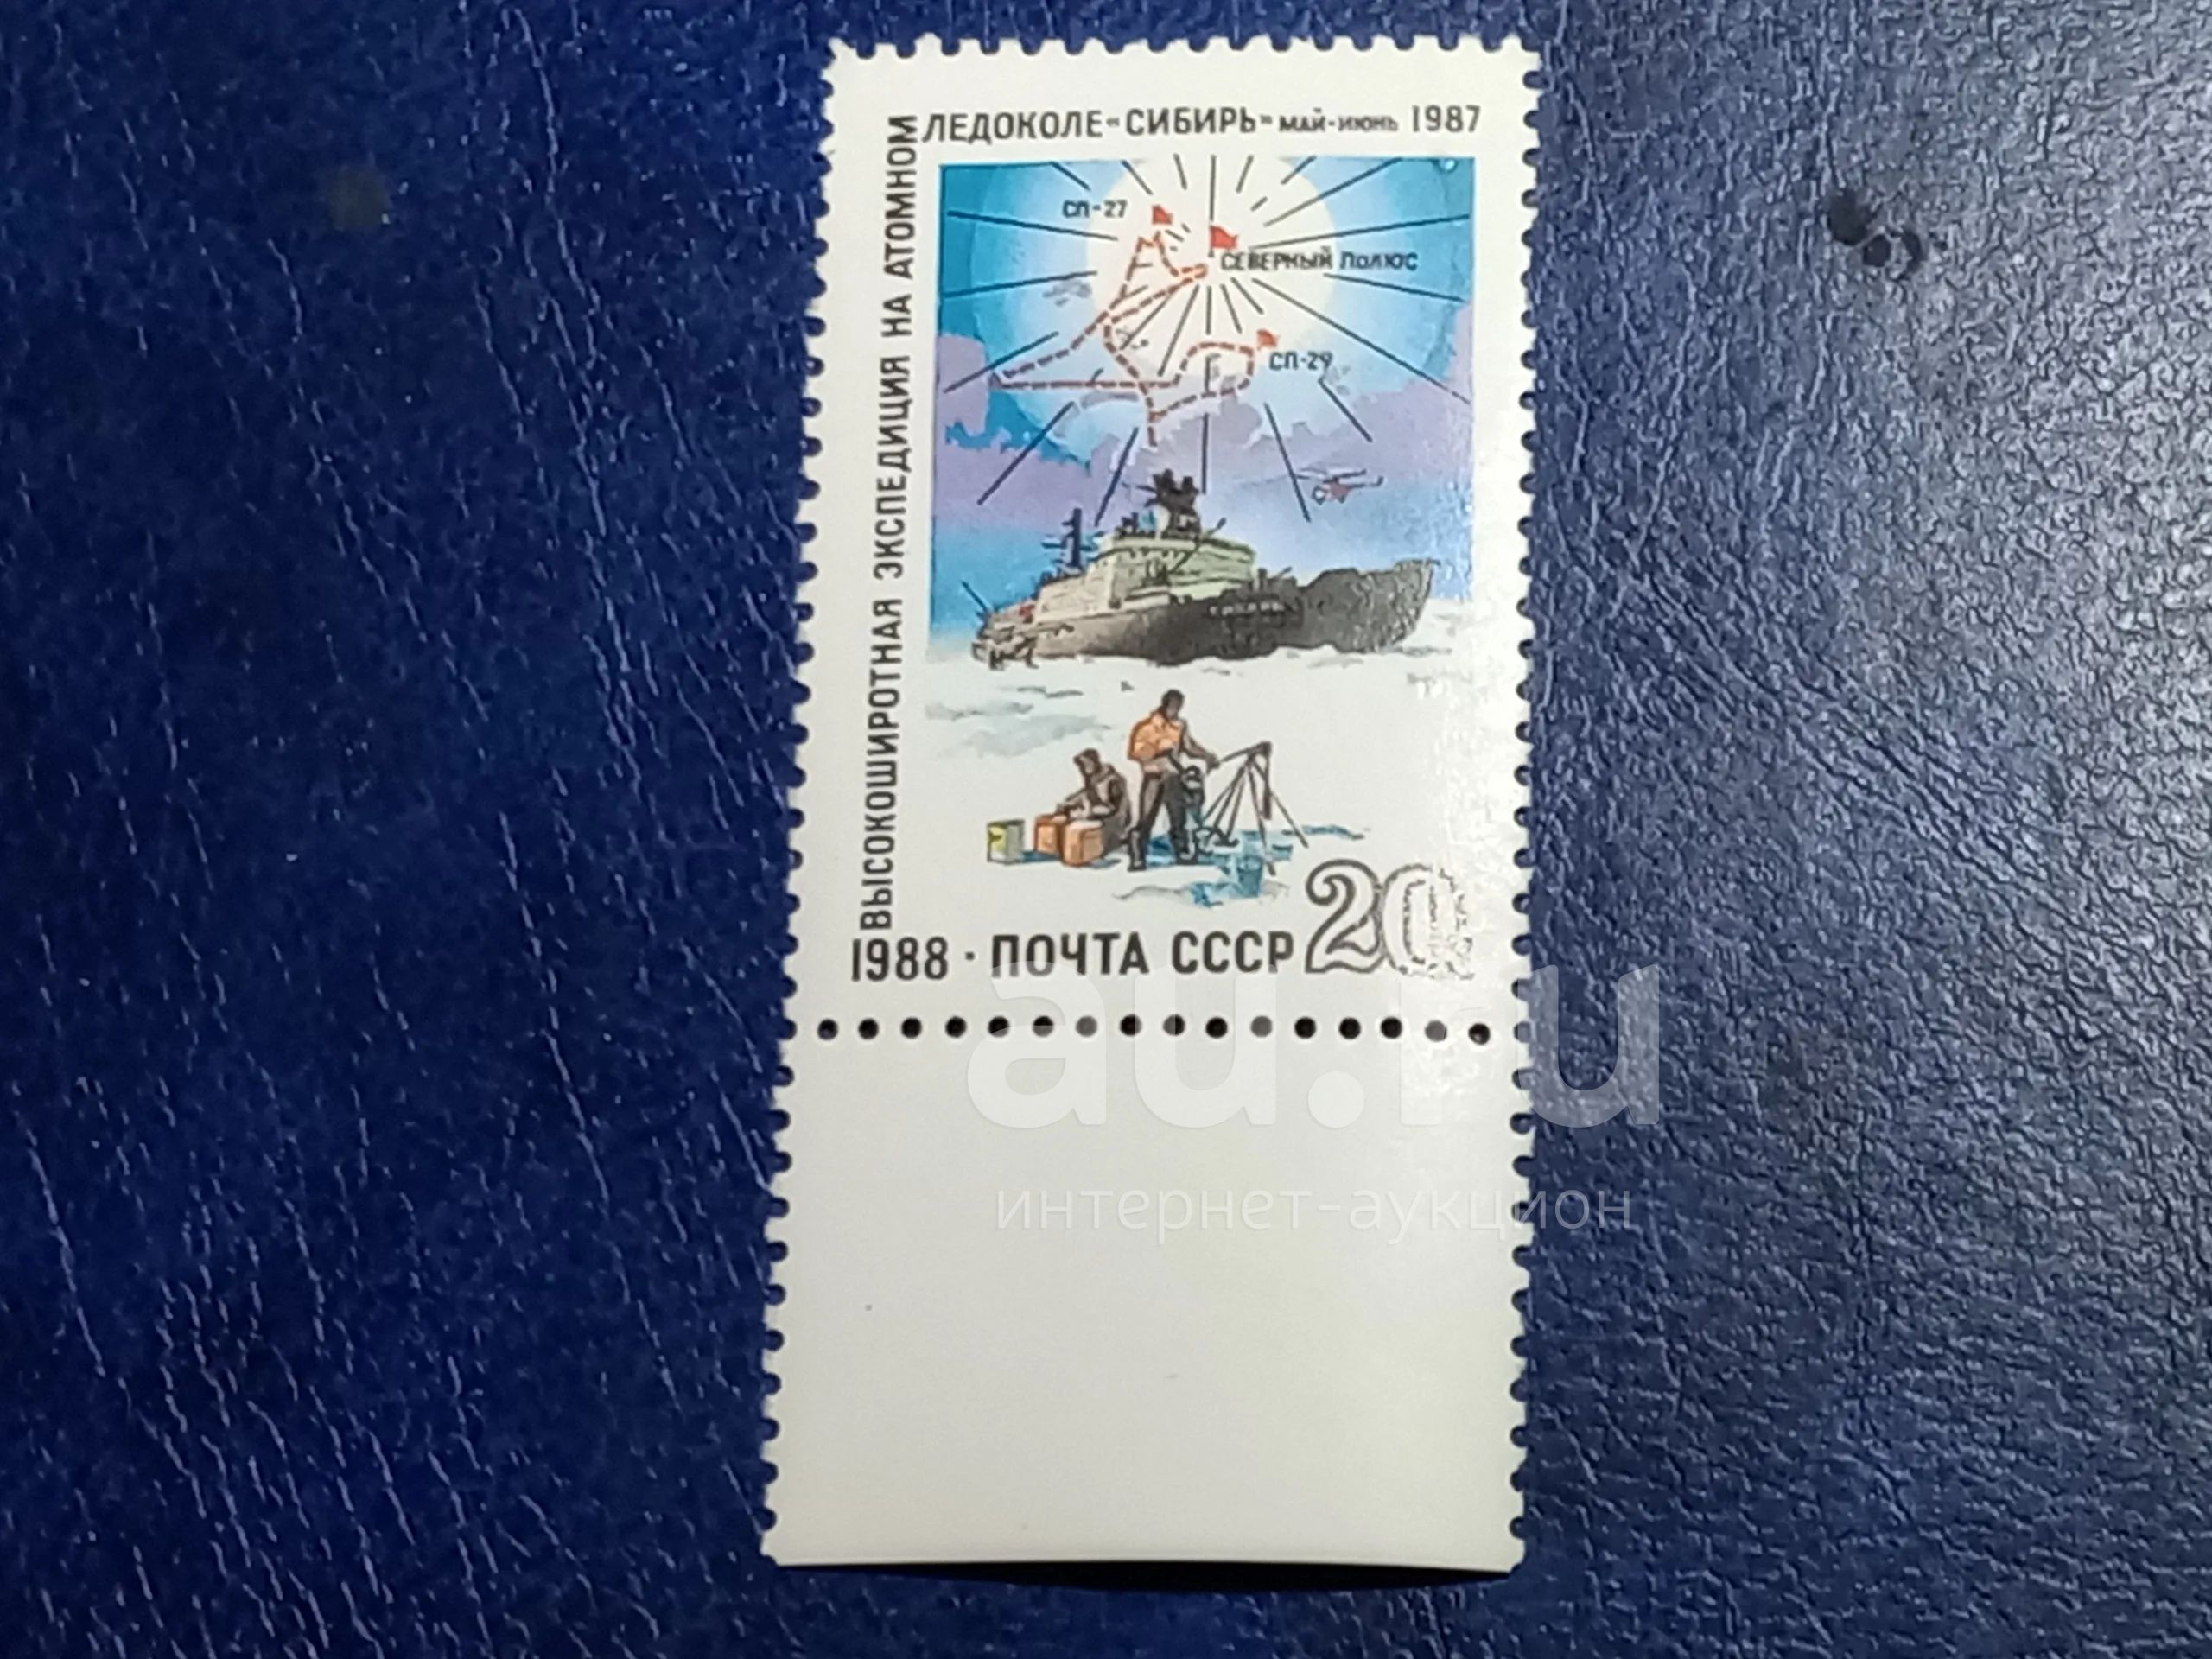 ВЫСОКОШИРОТНАЯ ЭКСПЕДИЦИЯ НА АТОМНОМ
ЛЕДОКОЛЕ «СИБИРЬ» МАЙ-ИЮНЬ 1987
СП-27
СЕВЕРНЫЙ ПОЛЮС
СП-29
1988 · ПОЧТА СССР 20
au.ru
интернет-аукцион